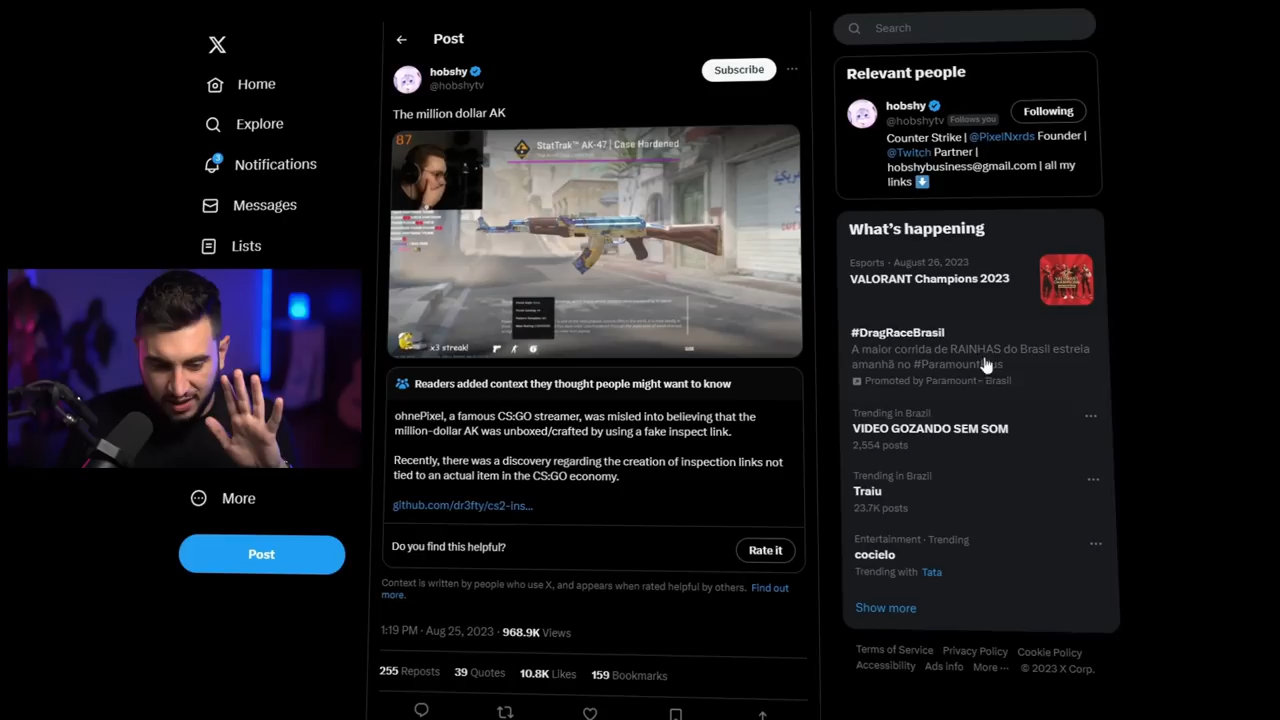 Home
Explore
3
Notifications
Messages
Lists
More
Post
Post
hobshy
@hobshytv
Subscribe
The million dollar AK
87
StatTrak™ AK-47 | Case Hardened
x3 streak!
Readers added context they thought people might want to know
ohnePixel, a famous CS:GO streamer, was misled into believing that the
million-dollar AK was unboxed/crafted by using a fake inspect link.
Recently, there was a discovery regarding the creation of inspection links not
tied to an actual item in the CS:GO economy.
github.com/dr3fty/cs2-ins...
Do you find this helpful?
Rate it
Context is written by people who use X, and appears when rated helpful by others. Find out
more.
1:19 PM · Aug 25, 2023 · 968.9K Views
255 Reposts 39 Quotes 10.8K Likes 159 Bookmarks
Search
Relevant people
hobshy
@hobshytv Follows you
Following
Counter Strike | @PixelNxrds Founder |
@Twitch Partner |
hobshybusiness@gmail.com | all my
links
What's happening
Esports · August 26, 2023
VALORANT Champions 2023
#DragRaceBrasil
A maior corrida de RAINHAS do Brasil estreia
amanhã no
Promoted by Paramount+ Brasil
Trending in Brazil
VIDEO GOZANDO SEM SOM
2,554 posts
Trending in Brazil
Traiu
23.7K posts
Entertainment · Trending
cocielo
Trending with Tata
Show more
Terms of Service Privacy Policy Cookie Policy
Accessibility Ads info More ··· © 2023 X Corp.